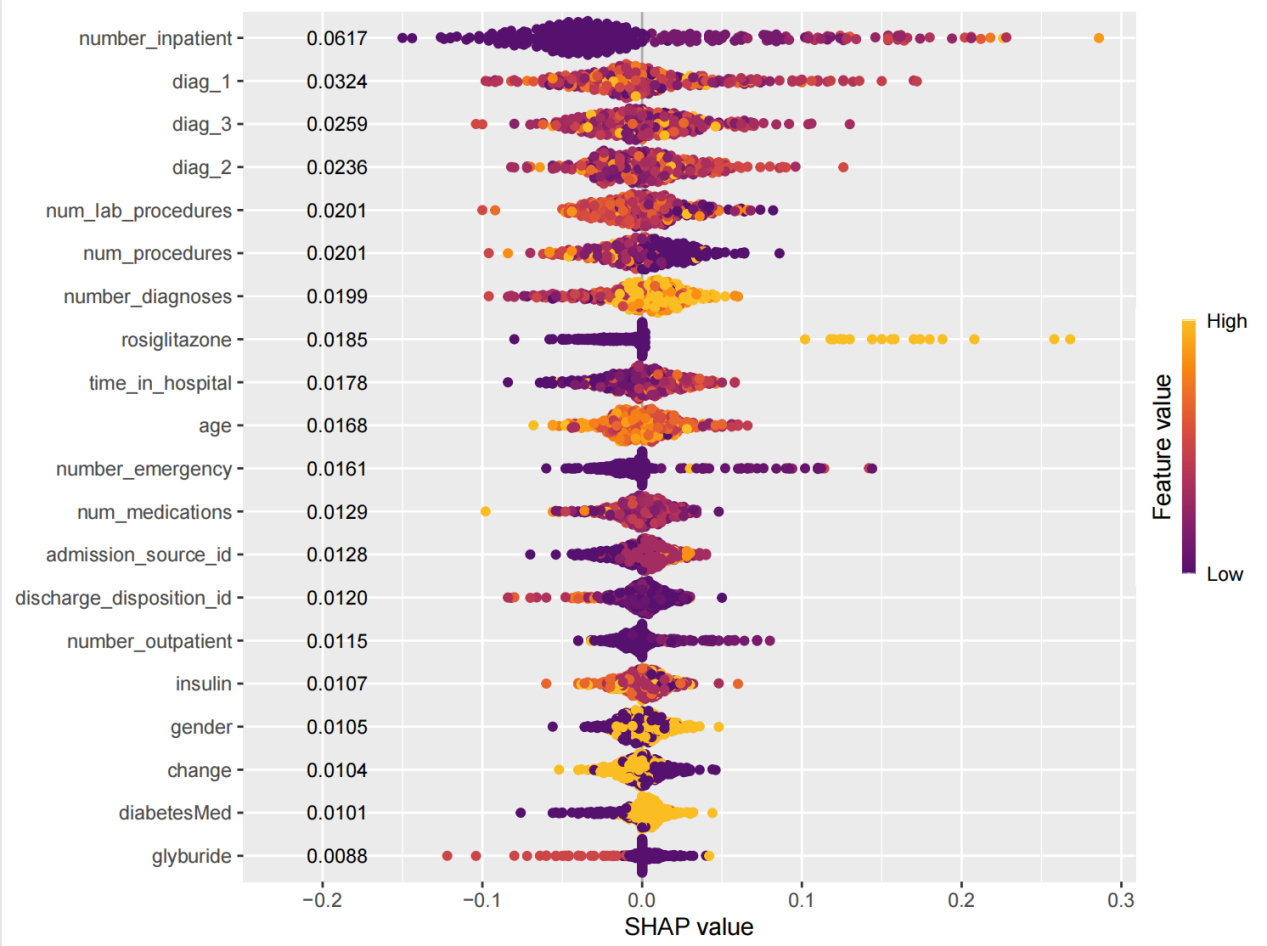 number_inpatient 0.0617
diag_1 0.0324
diag_3 0.0259
diag_2 0.0236
num_lab_procedures 0.0201
num_procedures 0.0201
number_diagnoses 0.0199
rosiglitazone 0.0185
time_in_hospital 0.0178
age 0.0168
number_emergency 0.0161
num_medications 0.0129
admission_source_id 0.0128
discharge_disposition_id 0.0120
number_outpatient 0.0115
insulin 0.0107
gender 0.0105
change 0.0104
diabetesMed 0.0101
glyburide 0.0088
−0.2 −0.1 0.0 0.1 0.2 0.3
SHAP value
High
Feature value
Low